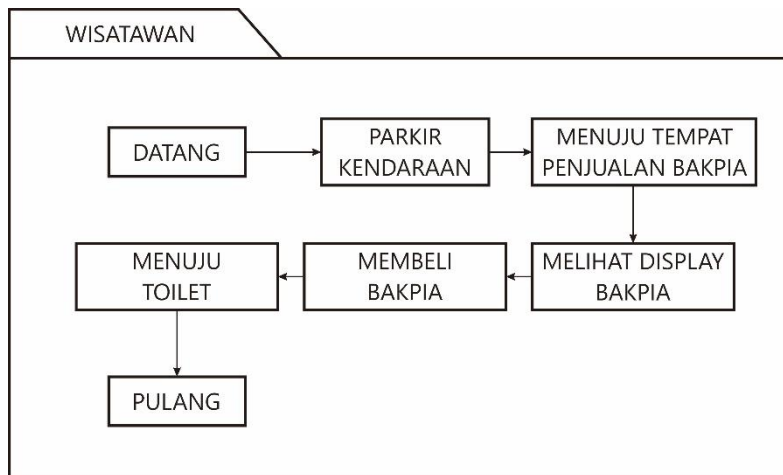 WISATAWAN
DATANG
PARKIR
KENDARAAN
MENUJU TEMPAT
PENJUALAN BAKPIA
MELIHAT DISPLAY
BAKPIA
MEMBELI
BAKPIA
MENUJU
TOILET
PULANG